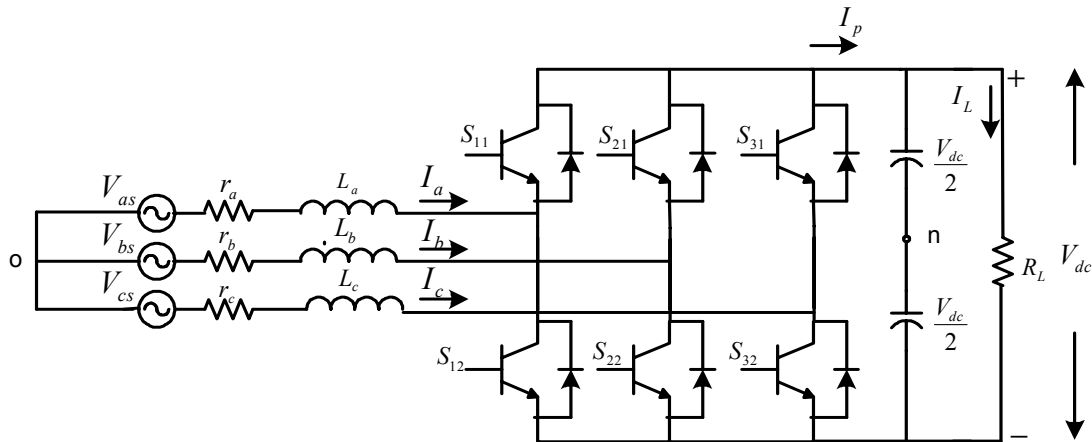 I_p
+
I_L
S_11
S_21
S_31
V_dc
2
V_as
r_a
L_a
I_a
V_bs
r_b
L_b
I_b
n
o
R_L
V_dc
V_cs
r_c
L_c
I_c
V_dc
2
S_12
S_22
S_32
−